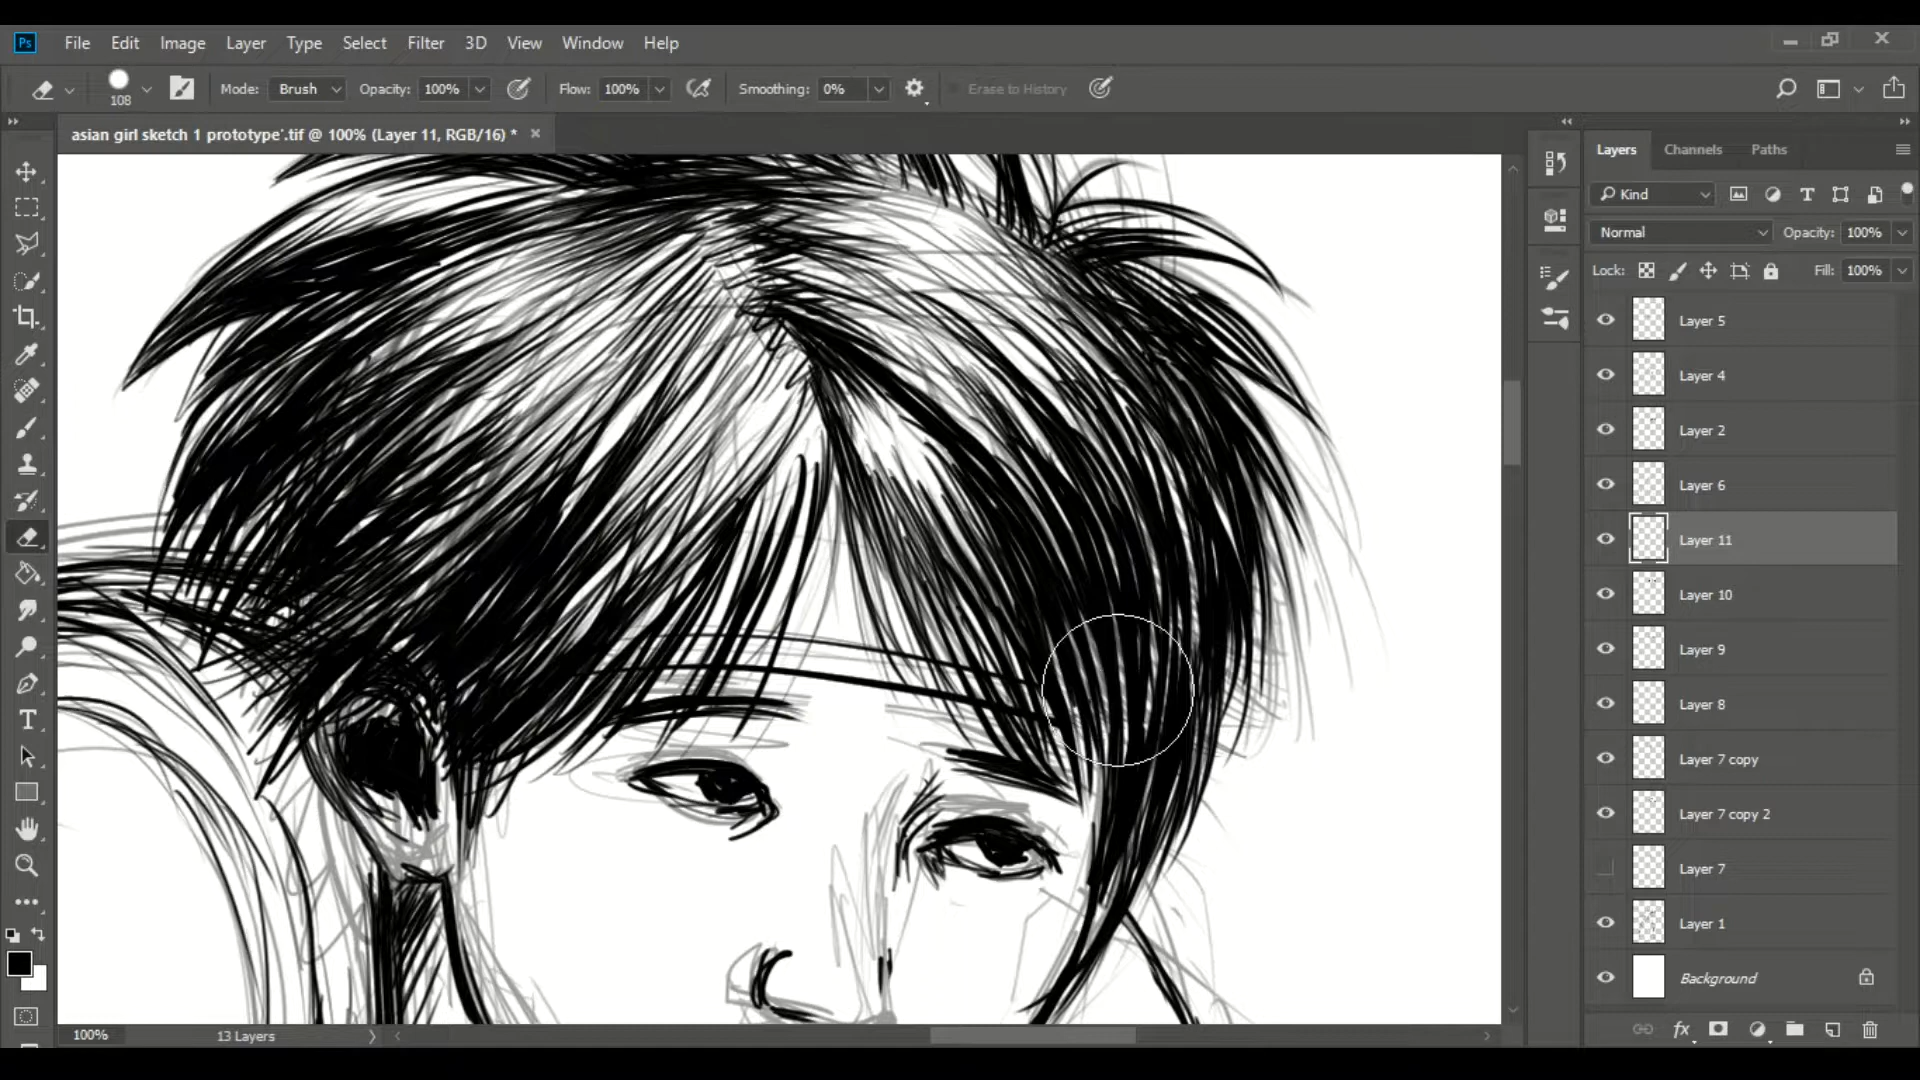 Ps File Edit Image Layer Type Select Filter 3D View Window Help
108 Mode: Brush Opacity: 100% Flow: 100% Smoothing: 0% Erase to History
asian girl sketch 1 prototype'.tif @ 100% (Layer 11, RGB/16) *
Layers Channels Paths
Kind
Normal Opacity: 100%
Lock: Fill: 100%
Layer 5
Layer 4
Layer 2
Layer 6
Layer 11
Layer 10
Layer 9
Layer 8
Layer 7 copy
Layer 7 copy 2
Layer 7
Layer 1
Background
100% 13 Layers